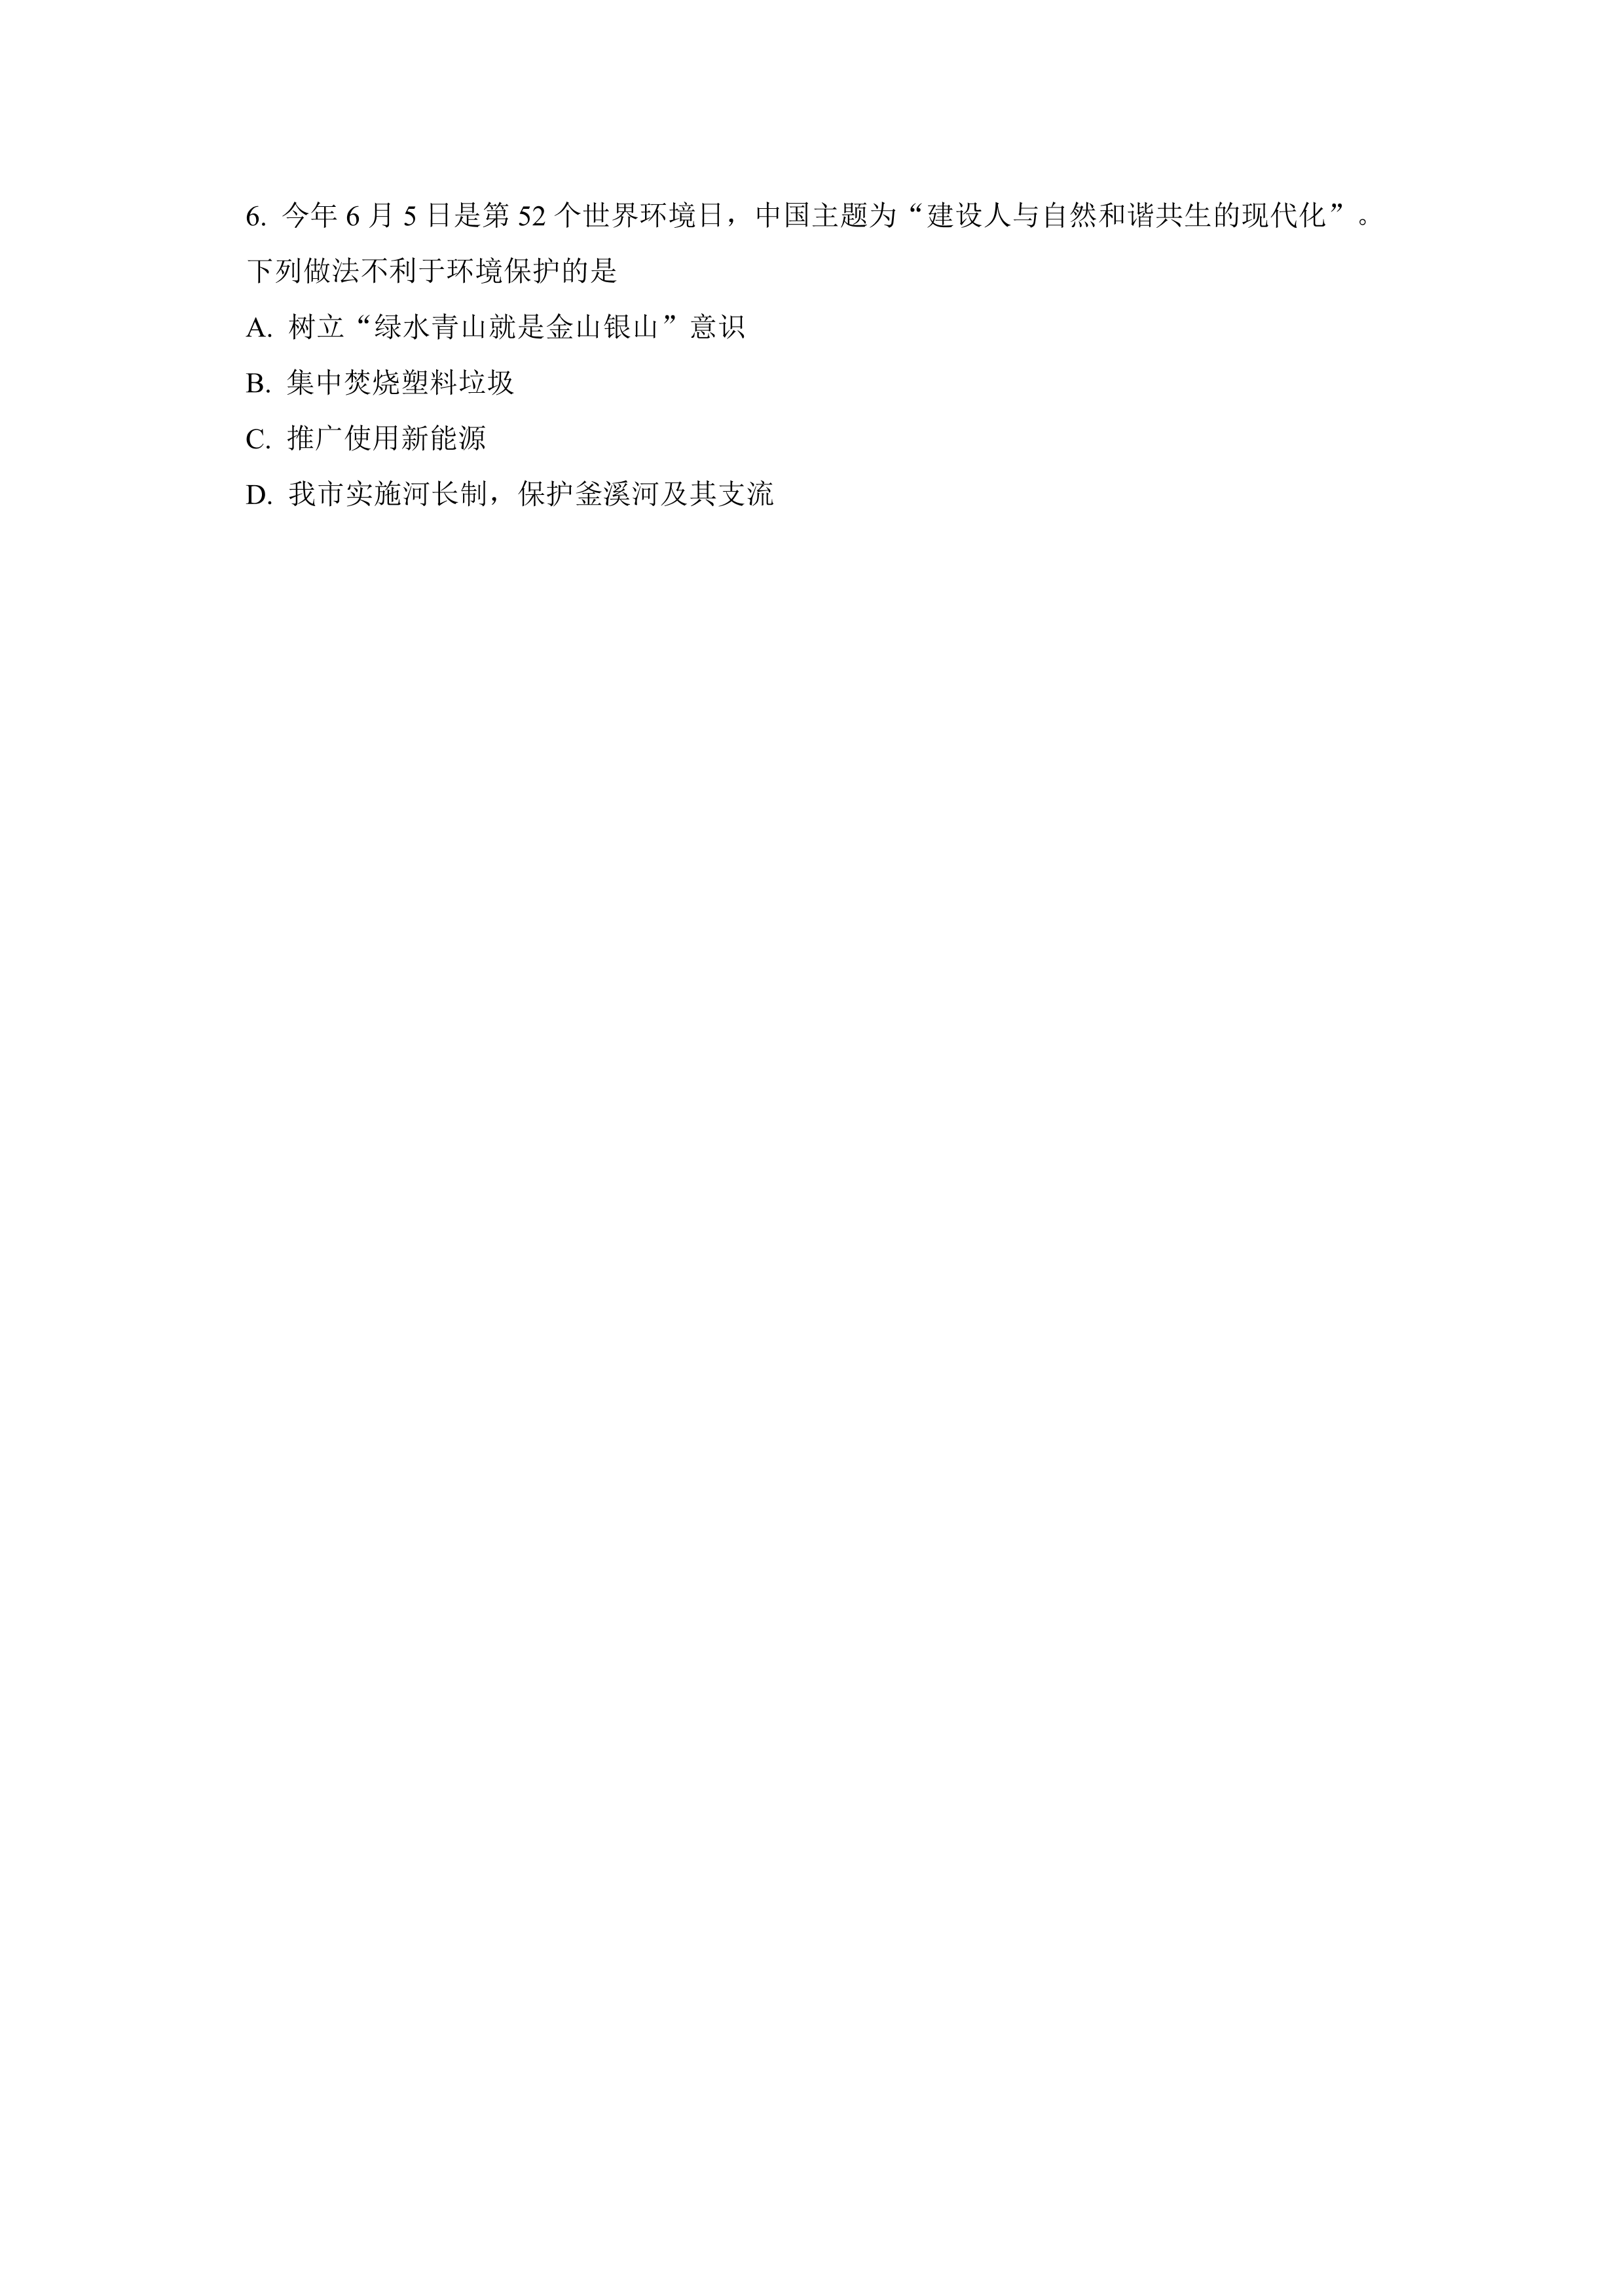 6. 今年 6 月 5 日是第 52 个世界环境日，中国主题为“建设人与自然和谐共生的现代化”。
下列做法不利于环境保护的是
A. 树立“绿水青山就是金山银山”意识
B. 集中焚烧塑料垃圾
C. 推广使用新能源
D. 我市实施河长制，保护釜溪河及其支流